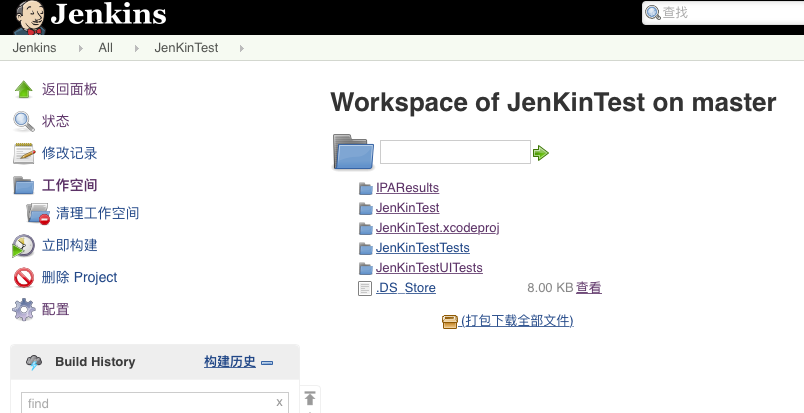 Jenkins
查找
Jenkins All JenKinTest
返回面板
状态
修改记录
工作空间
清理工作空间
立即构建
删除 Project
配置
Build History 构建历史
find x
Workspace of JenKinTest on master
IPAResults
JenKinTest
JenKinTest.xcodeproj
JenKinTestTests
JenKinTestUITests
.DS_Store 8.00 KB 查看
(打包下载全部文件)